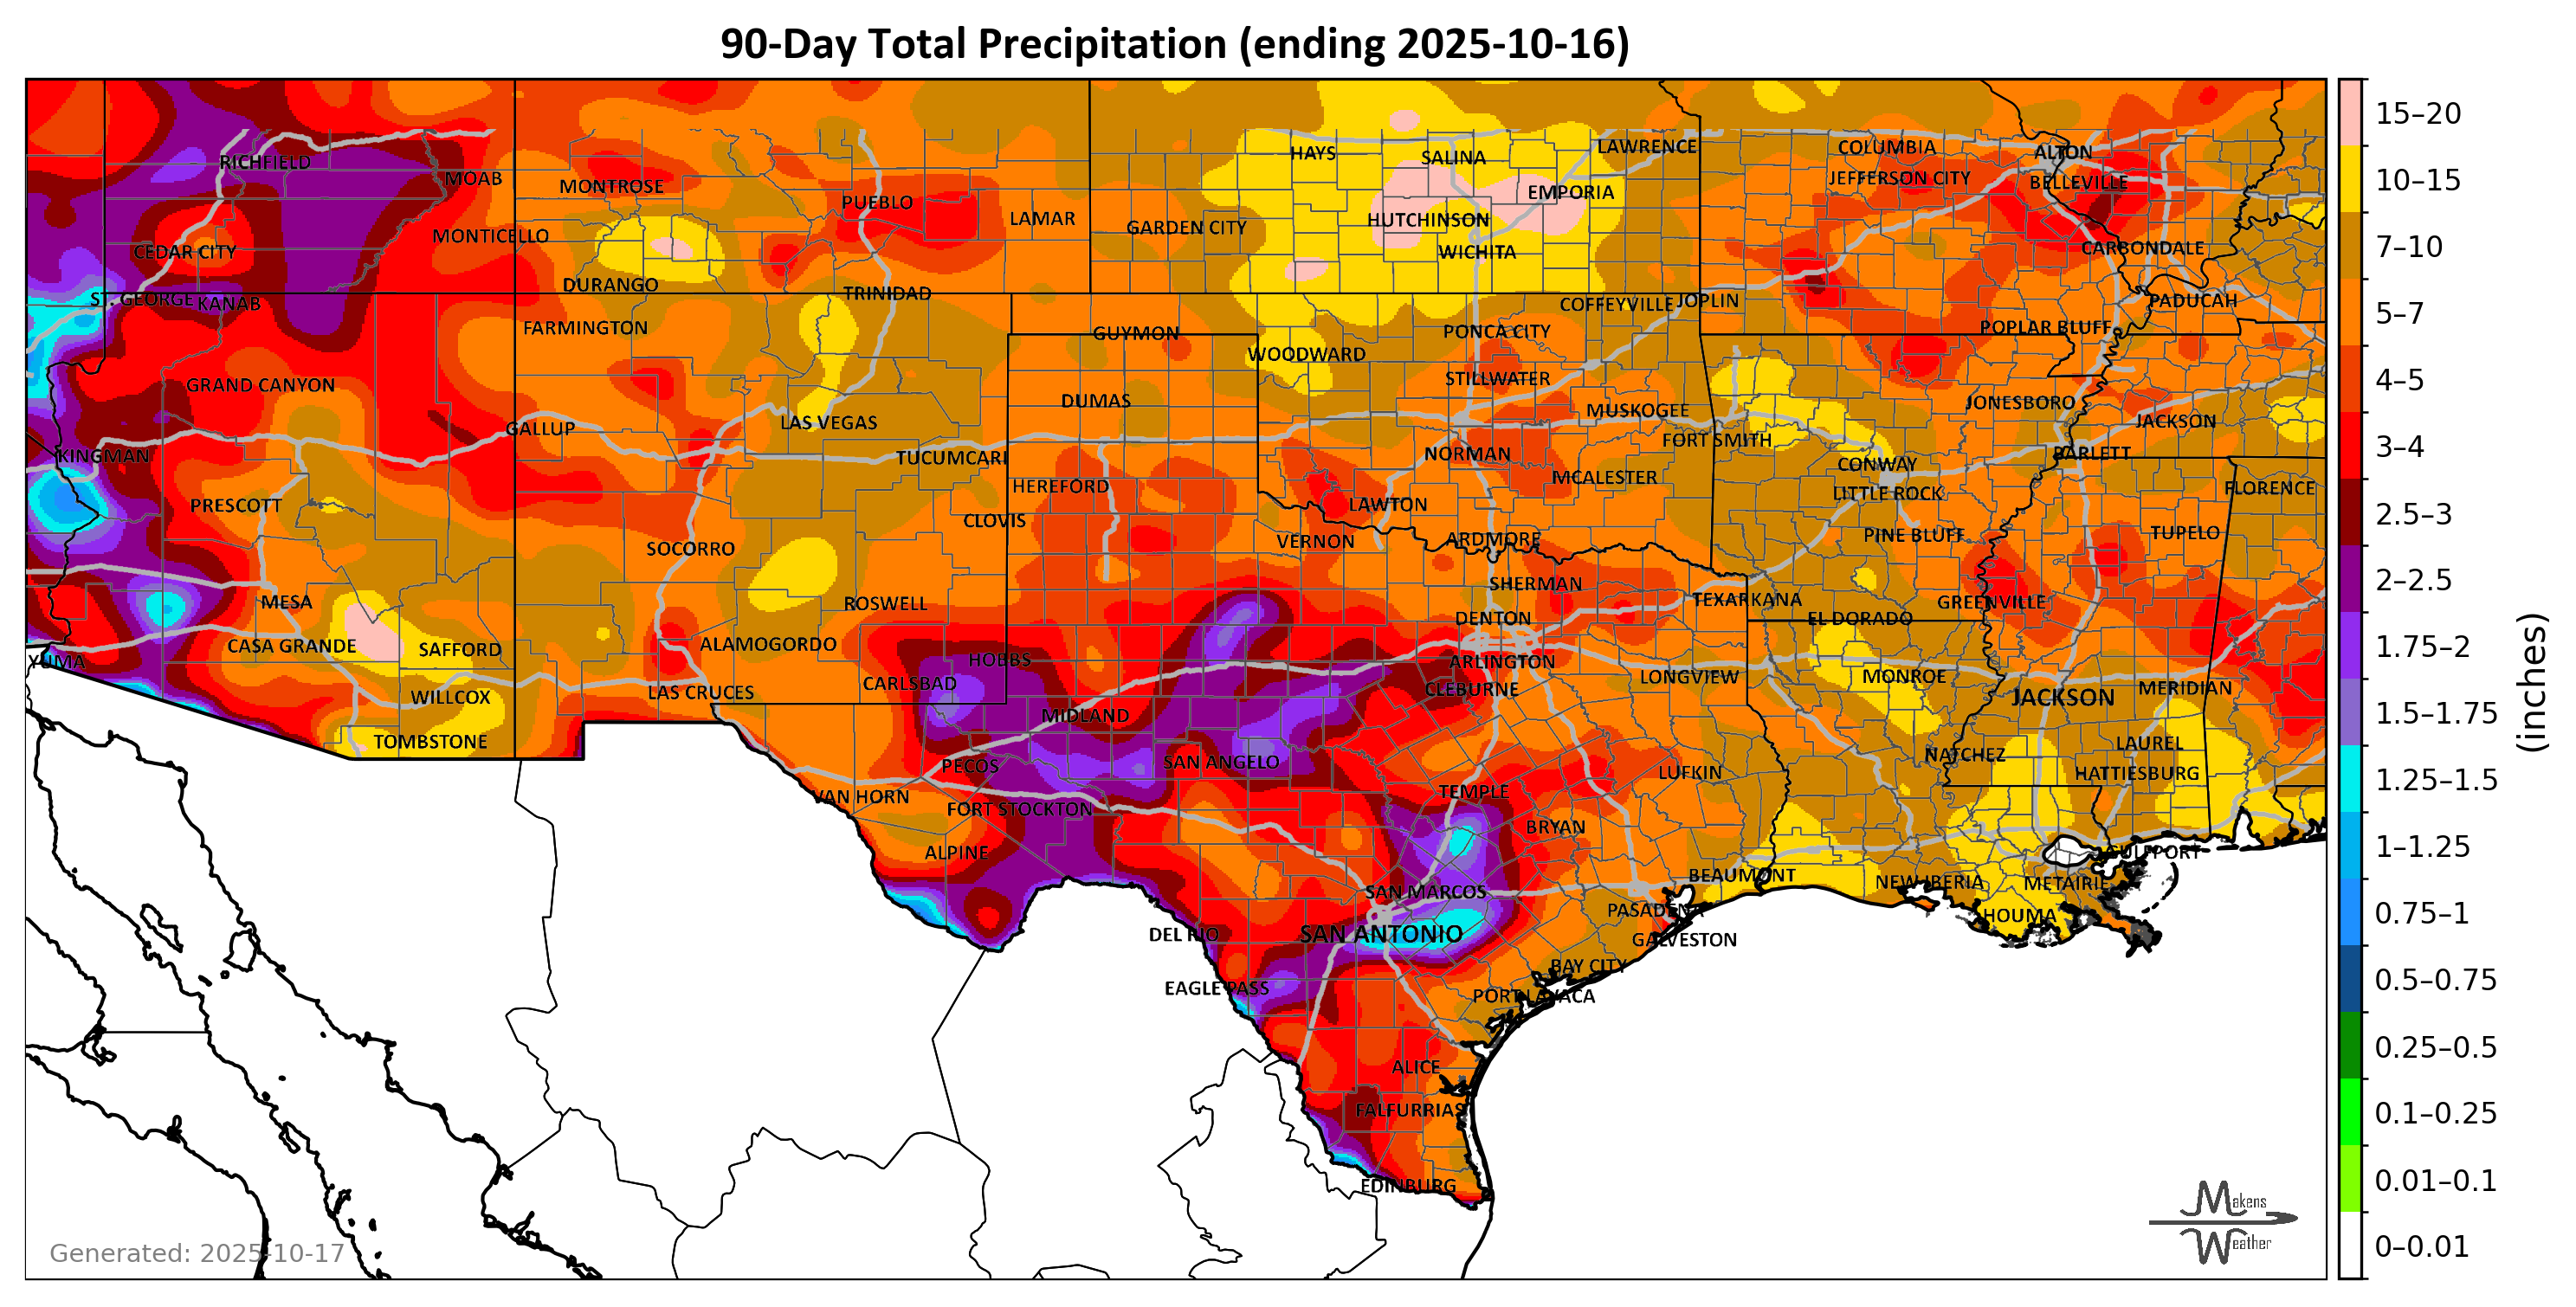 90-Day Total Precipitation (ending 2025-10-16)
HAYS
SALINA
LAWRENCE
COLUMBIA
ALTON
RICHFIELD
MOAB
MONTROSE
EMPORIA
JEFFERSON CITY
BELLEVILLE
PUEBLO
LAMAR
GARDEN CITY
HUTCHINSON
MONTICELLO
CEDAR CITY
WICHITA
CARBONDALE
DURANGO
TRINIDAD
ST. GEORGE
KANAB
COFFEYVILLE
JOPLIN
PADUCAH
FARMINGTON
GUYMON
PONCA CITY
POPLAR BLUFF
WOODWARD
GRAND CANYON
STILLWATER
DUMAS
MUSKOGEE
JONESBORO
GALLUP
LAS VEGAS
JACKSON
FORT SMITH
KINGMAN
TUCUMCARI
NORMAN
BARLETT
CONWAY
PRESCOTT
HEREFORD
MCALESTER
LITTLE ROCK
FLORENCE
CLOVIS
LAWTON
SOCORRO
VERNON
ARDMORE
PINE BLUFF
TUPELO
MESA
ROSWELL
SHERMAN
TEXARKANA
GREENVILLE
CASA GRANDE
SAFFORD
ALAMOGORDO
DENTON
EL DORADO
YUMA
HOBBS
ARLINGTON
WILLCOX
LAS CRUCES
CARLSBAD
CLEBURNE
LONGVIEW
MONROE
JACKSON
MERIDIAN
TOMBSTONE
MIDLAND
PECOS
SAN ANGELO
NATCHEZ
LAUREL
VAN HORN
FORT STOCKTON
TEMPLE
LUFKIN
HATTIESBURG
ALPINE
BRYAN
GULFPORT
SAN MARCOS
BEAUMONT
NEW IBERIA
METAIRIE
DEL RIO
SAN ANTONIO
PASADENA
HOUMA
GALVESTON
EAGLE PASS
BAY CITY
PORT LAVACA
ALICE
FALFURRIAS
EDINBURG
Generated: 2025-10-17
Makens
Weather
15–20
10–15
7–10
5–7
4–5
3–4
2.5–3
2–2.5
1.75–2
1.5–1.75
1.25–1.5
1–1.25
0.75–1
0.5–0.75
0.25–0.5
0.1–0.25
0.01–0.1
0–0.01
(inches)